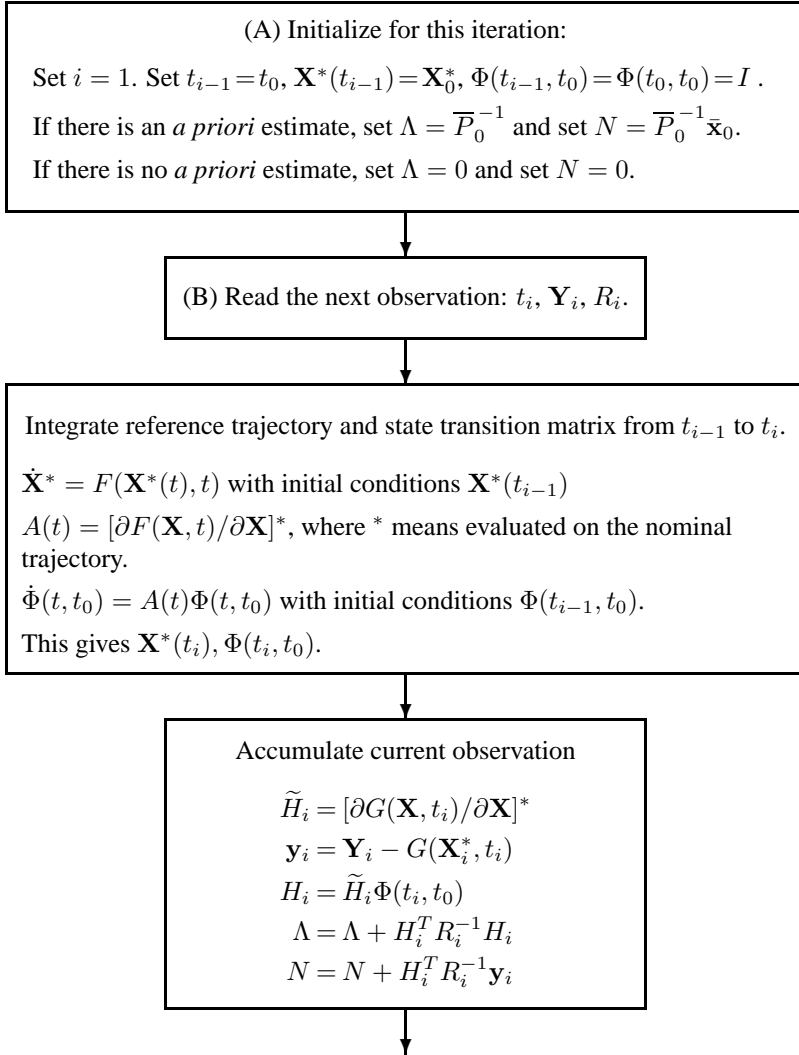 (A) Initialize for this iteration:
Set i = 1. Set t_{i−1} = t_0, X*(t_{i−1}) = X*_0, Φ(t_{i−1}, t_0) = Φ(t_0, t_0) = I .
If there is an a priori estimate, set Λ = P̅_0^{−1} and set N = P̅_0^{−1} x̄_0.
If there is no a priori estimate, set Λ = 0 and set N = 0.
(B) Read the next observation: t_i, Y_i, R_i.
Integrate reference trajectory and state transition matrix from t_{i−1} to t_i.
Ẋ* = F(X*(t), t) with initial conditions X*(t_{i−1})
A(t) = [∂F(X, t)/∂X]*, where * means evaluated on the nominal
trajectory.
Φ̇(t, t_0) = A(t)Φ(t, t_0) with initial conditions Φ(t_{i−1}, t_0).
This gives X*(t_i), Φ(t_i, t_0).
Accumulate current observation
H̃_i = [∂G(X, t_i)/∂X]*
y_i = Y_i − G(X*_i, t_i)
H_i = H̃_i Φ(t_i, t_0)
Λ = Λ + H_i^T R_i^{−1} H_i
N = N + H_i^T R_i^{−1} y_i